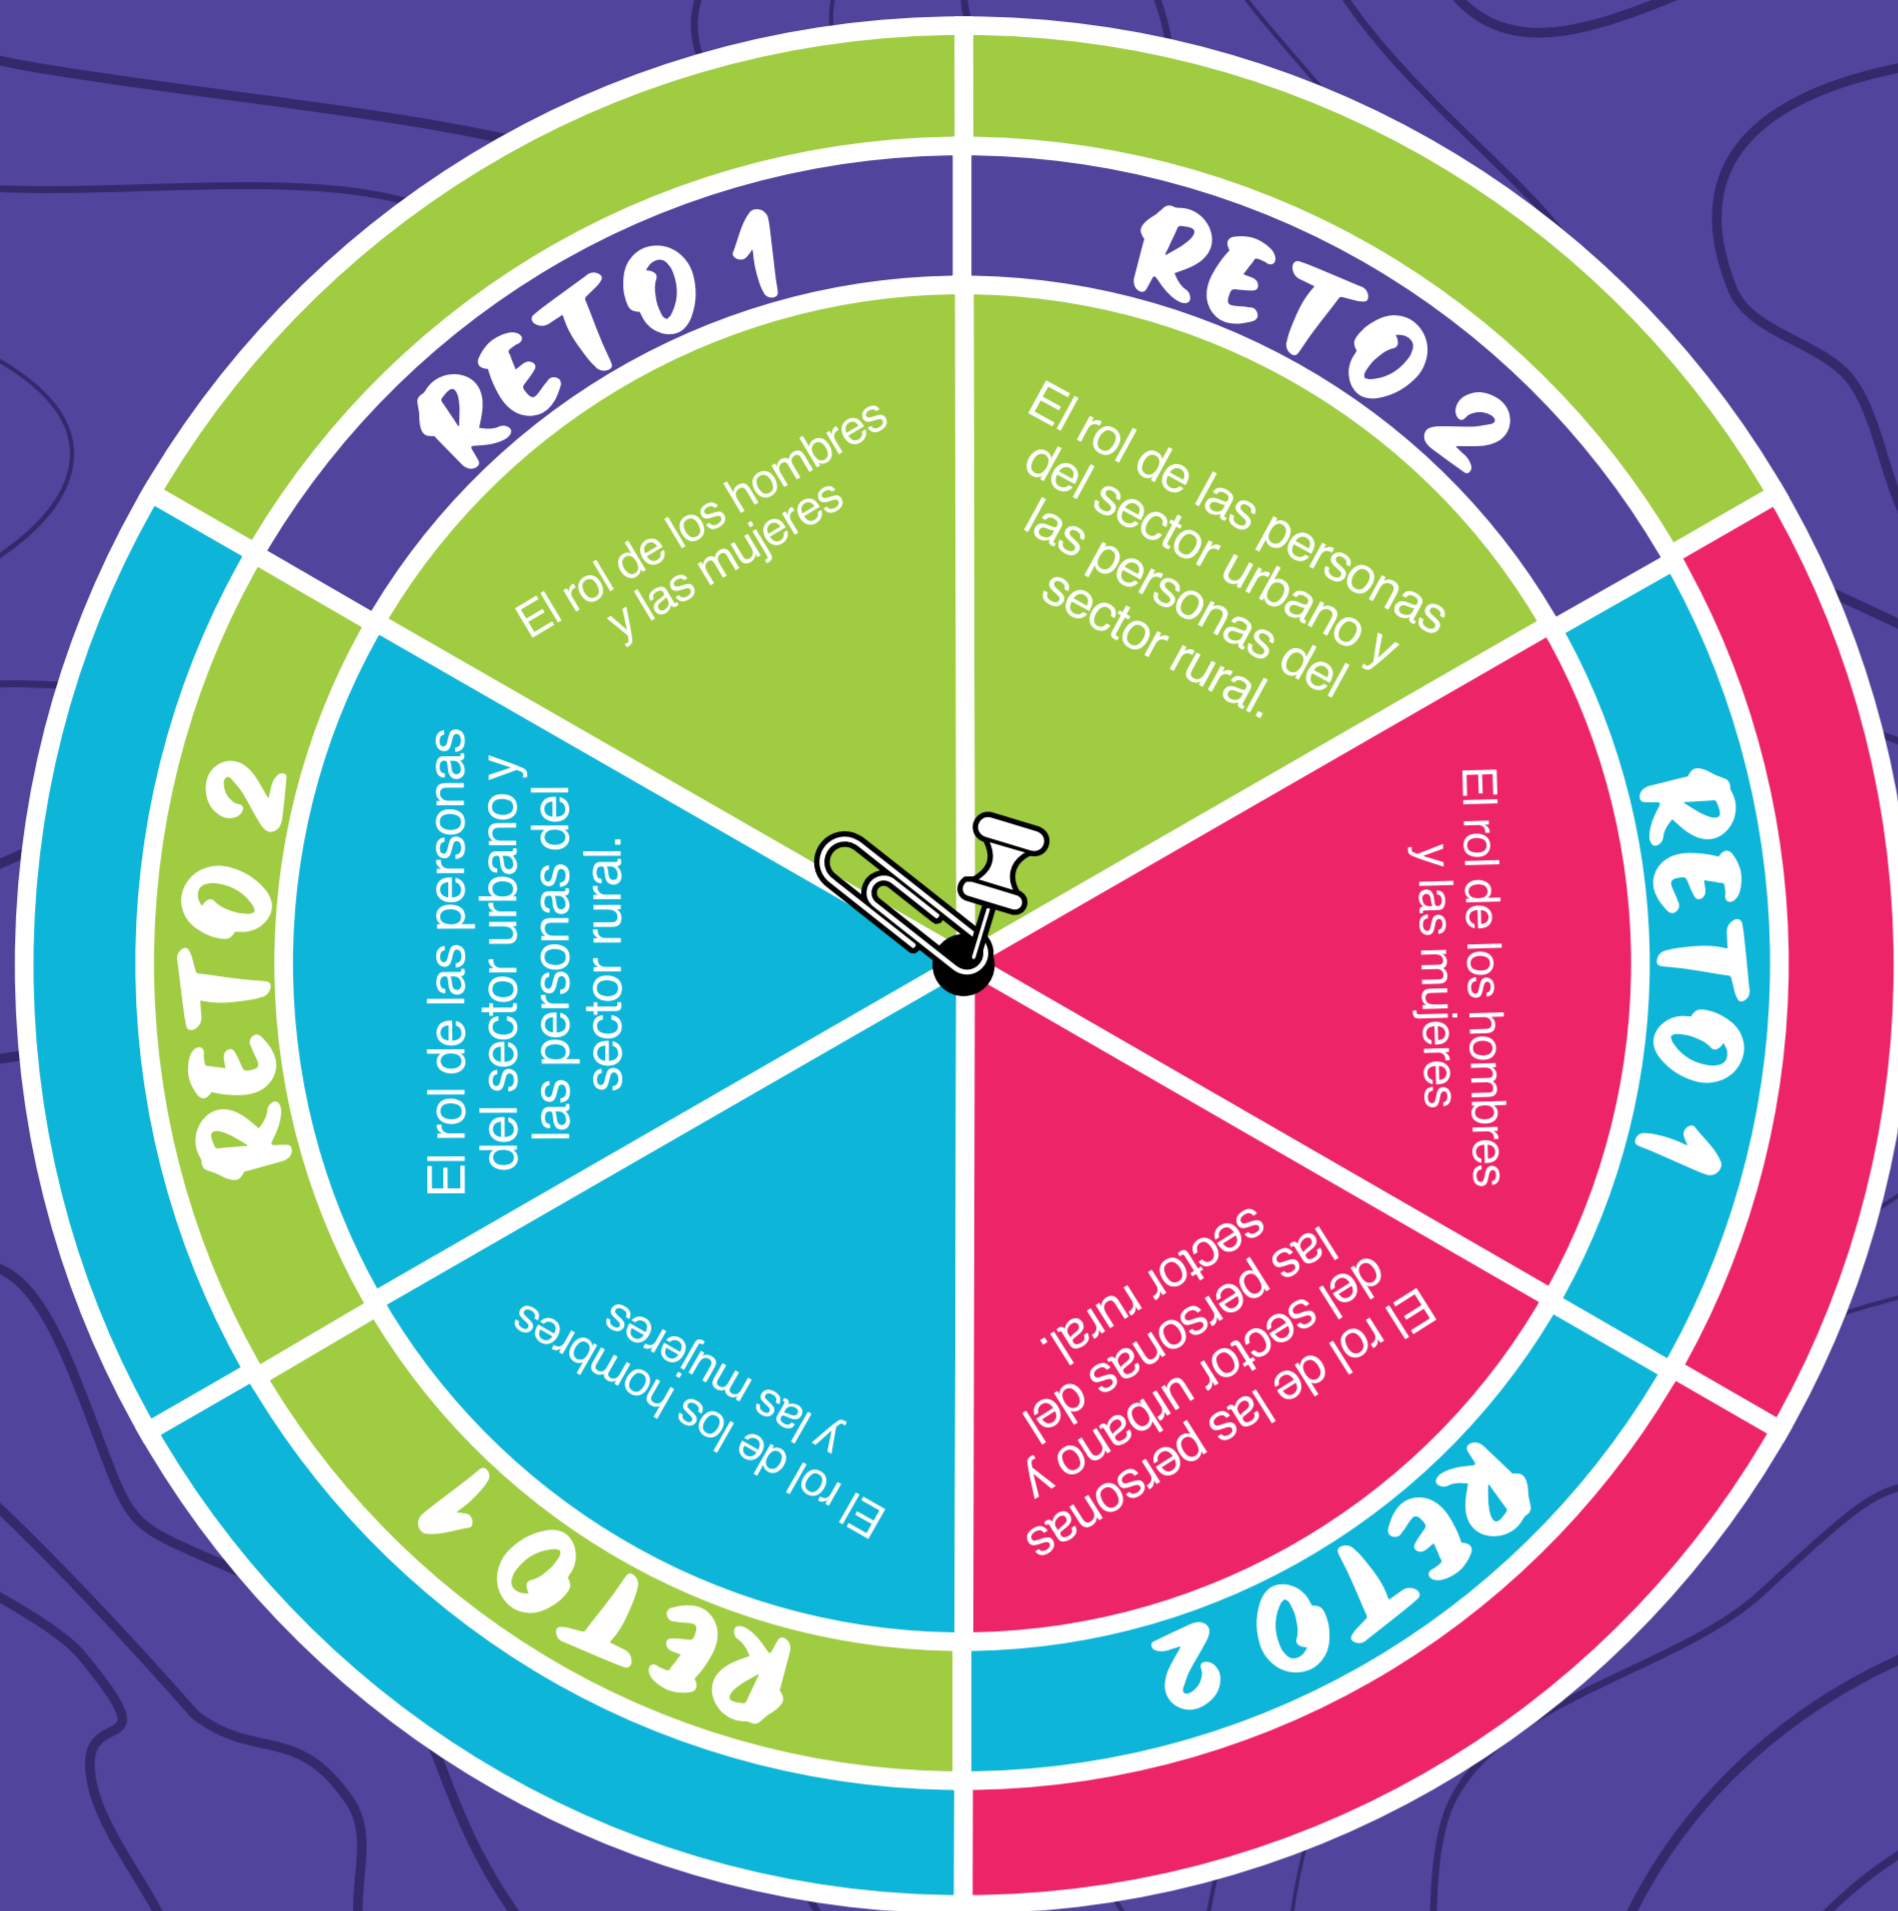 RETO 1
El rol de los hombres
y las mujeres
RETO 2
El rol de las personas
del sector urbano y
las personas del
sector rural.
RETO 1
El rol de los hombres
y las mujeres
RETO 2
El rol de las personas
del sector urbano y
las personas del
sector rural.
RETO 1
El rol de los hombres
y las mujeres
RETO 2
El rol de las personas
del sector urbano y
las personas del
sector rural.